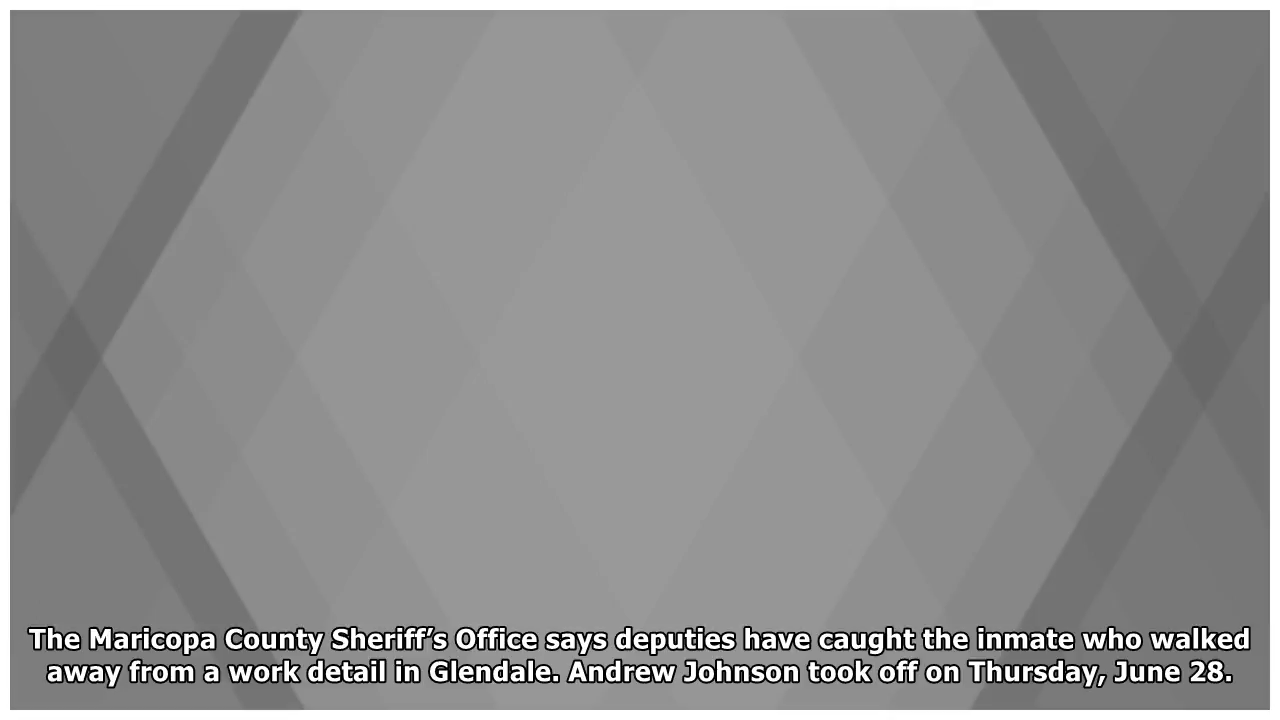 The Maricopa County Sheriff’s Office says deputies have caught the inmate who walked
away from a work detail in Glendale. Andrew Johnson took off on Thursday, June 28.